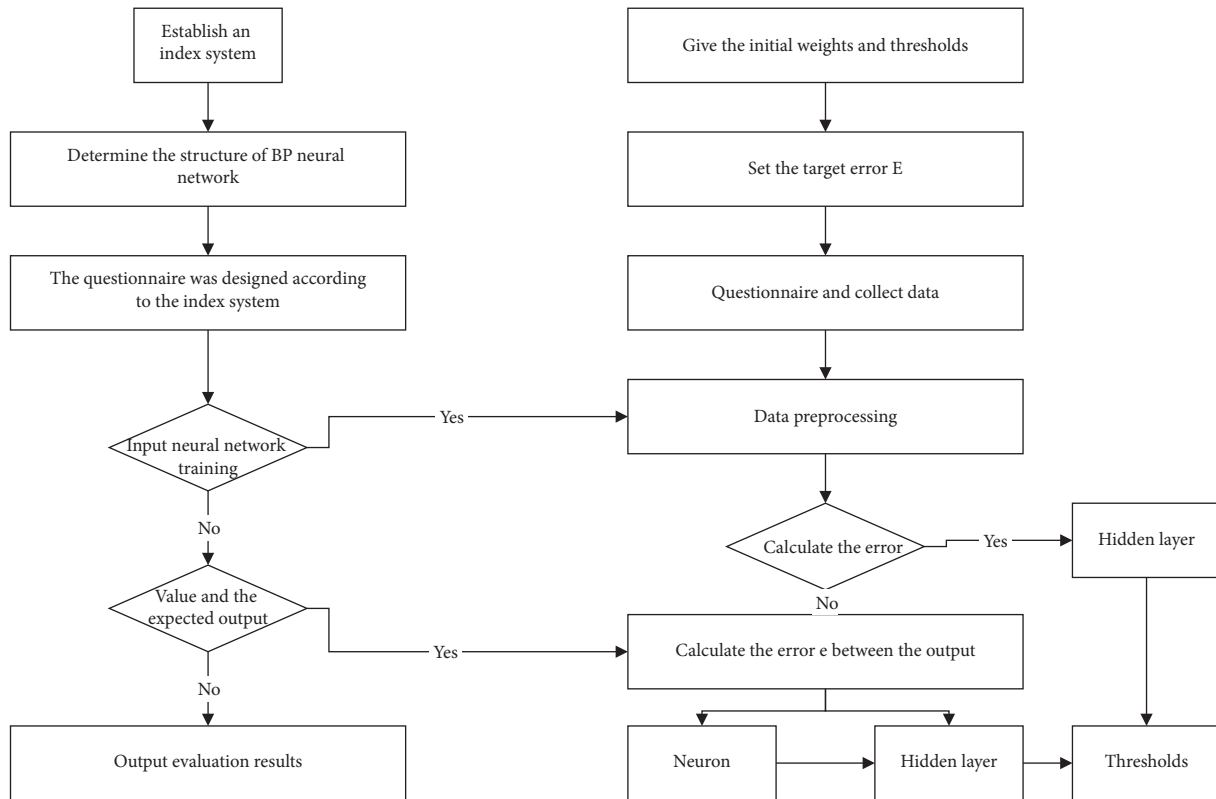 Establish an
index system
Determine the structure of BP neural
network
The questionnaire was designed according
to the index system
Input neural network
training
Yes
No
Value and the
expected output
Yes
No
Output evaluation results
Give the initial weights and thresholds
Set the target error E
Questionnaire and collect data
Data preprocessing
Calculate the error
Yes
Hidden layer
No
Calculate the error e between the output
Neuron
Hidden layer
Thresholds